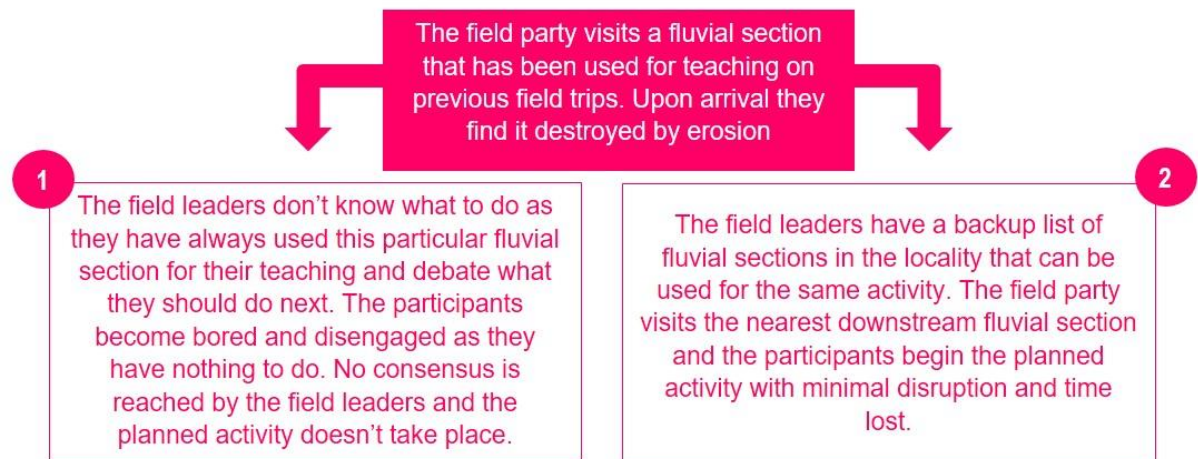 The field party visits a fluvial section
that has been used for teaching on
previous field trips. Upon arrival they
find it destroyed by erosion
1
The field leaders don’t know what to do as
they have always used this particular fluvial
section for their teaching and debate what
they should do next. The participants
become bored and disengaged as they
have nothing to do. No consensus is
reached by the field leaders and the
planned activity doesn’t take place.
2
The field leaders have a backup list of
fluvial sections in the locality that can be
used for the same activity. The field party
visits the nearest downstream fluvial section
and the participants begin the planned
activity with minimal disruption and time
lost.